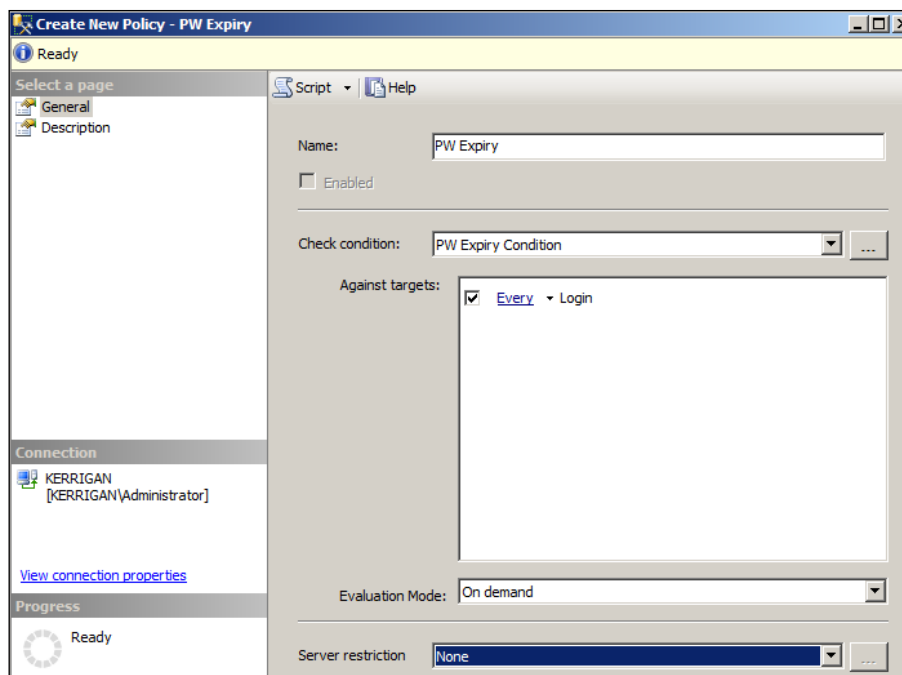 Create New Policy - PW Expiry
Ready
Select a page
General
Description
Script
Help
Name:
PW Expiry
Enabled
Check condition:
PW Expiry Condition
...
Against targets:
Every
Login
Connection
KERRIGAN
[KERRIGAN\Administrator]
View connection properties
Evaluation Mode:
On demand
Progress
Ready
Server restriction
None
...